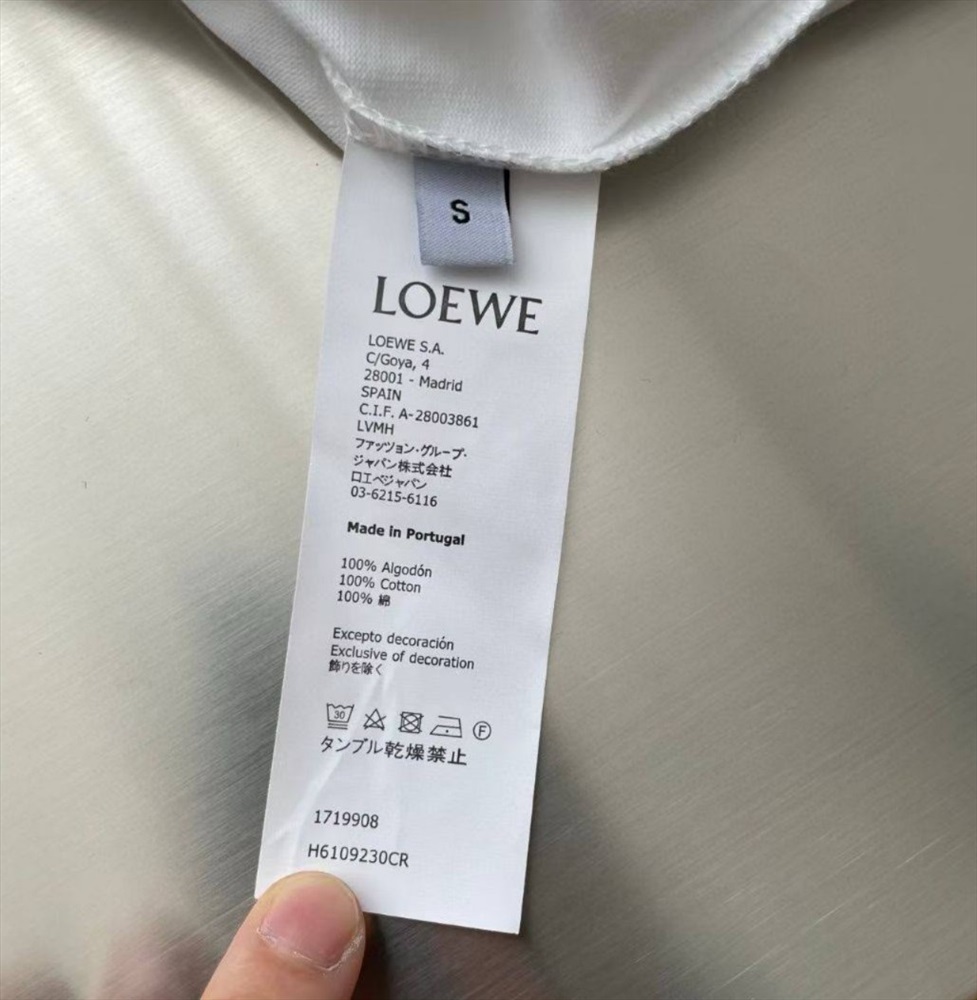 S
LOEWE
LOEWE S.A.
C/Goya, 4
28001 - Madrid
SPAIN
C.I.F. A-28003861
LVMH
ファッツョン·グループ·
ジャパン株式会社
ロエベジャパン
03-6215-6116
Made in Portugal
100% Algodón
100% Cotton
100% 綿
Excepto decoración
Exclusive of decoration
飾りを除く
30
F
タンブル乾燥禁止
1719908
H6109230CR